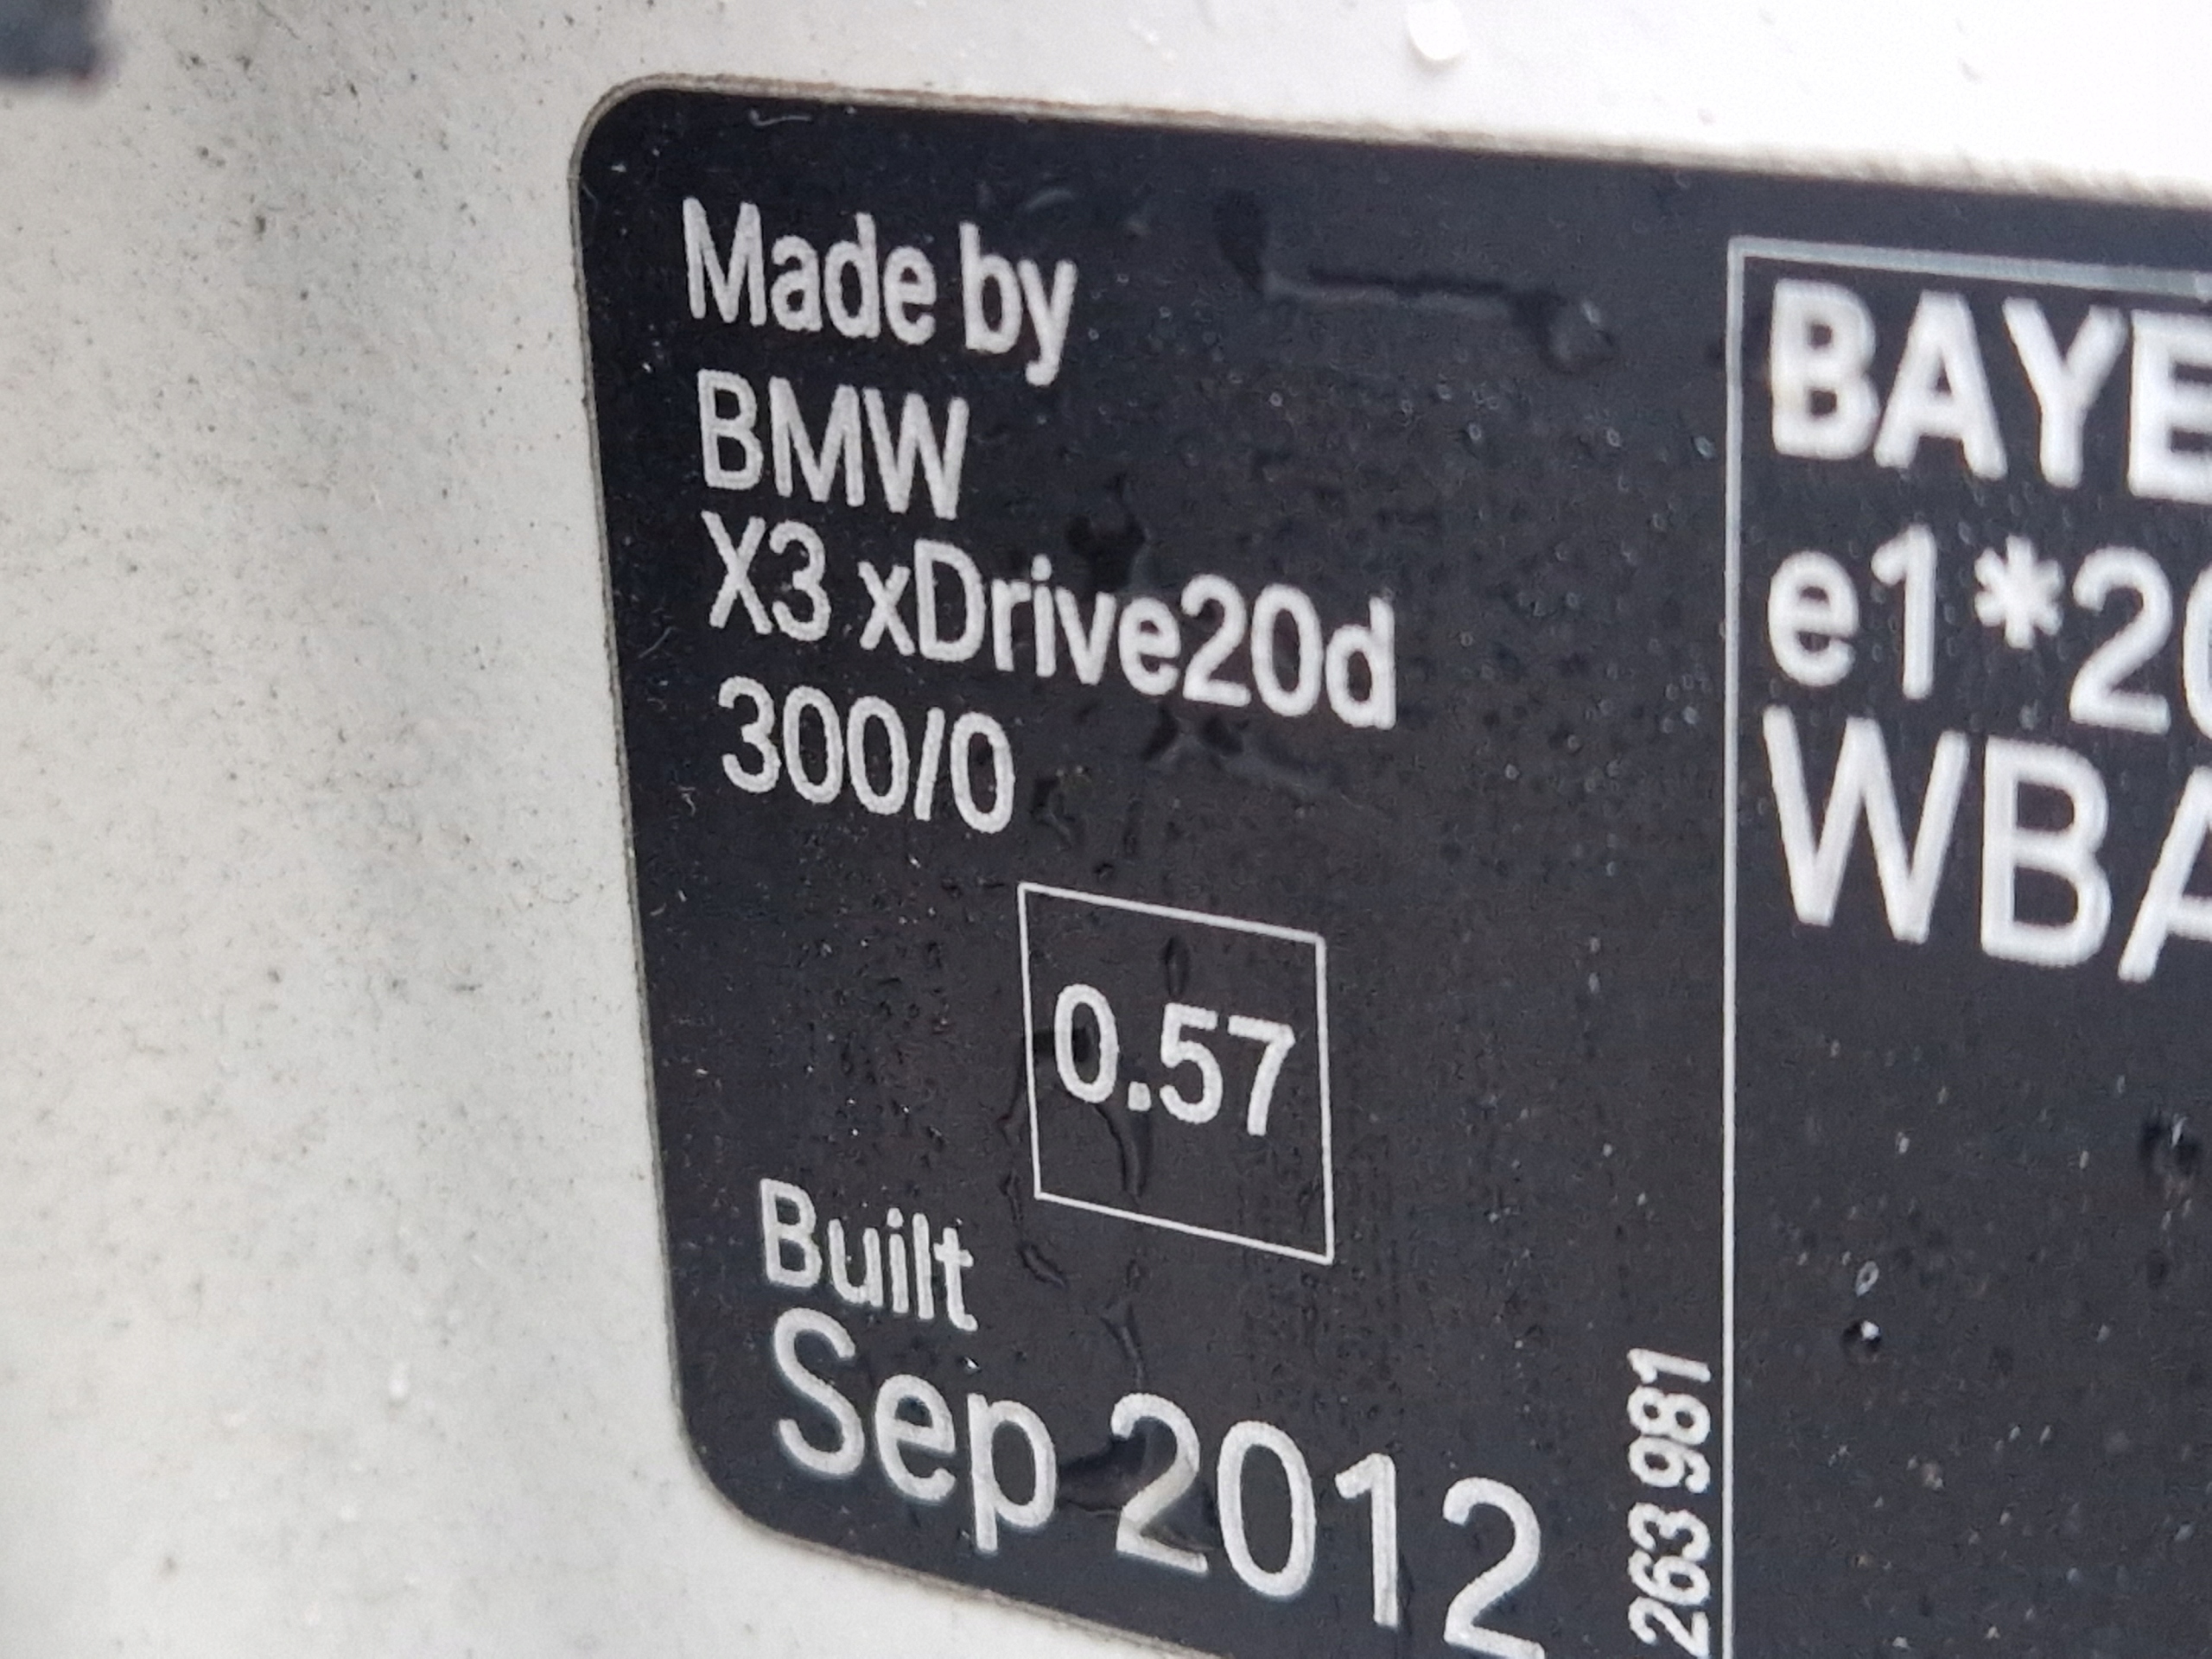 Made by
BMW
X3 xDrive20d
300/0
0.57
Built
Sep 2012
263 981
BAYE
e1*20
WBA